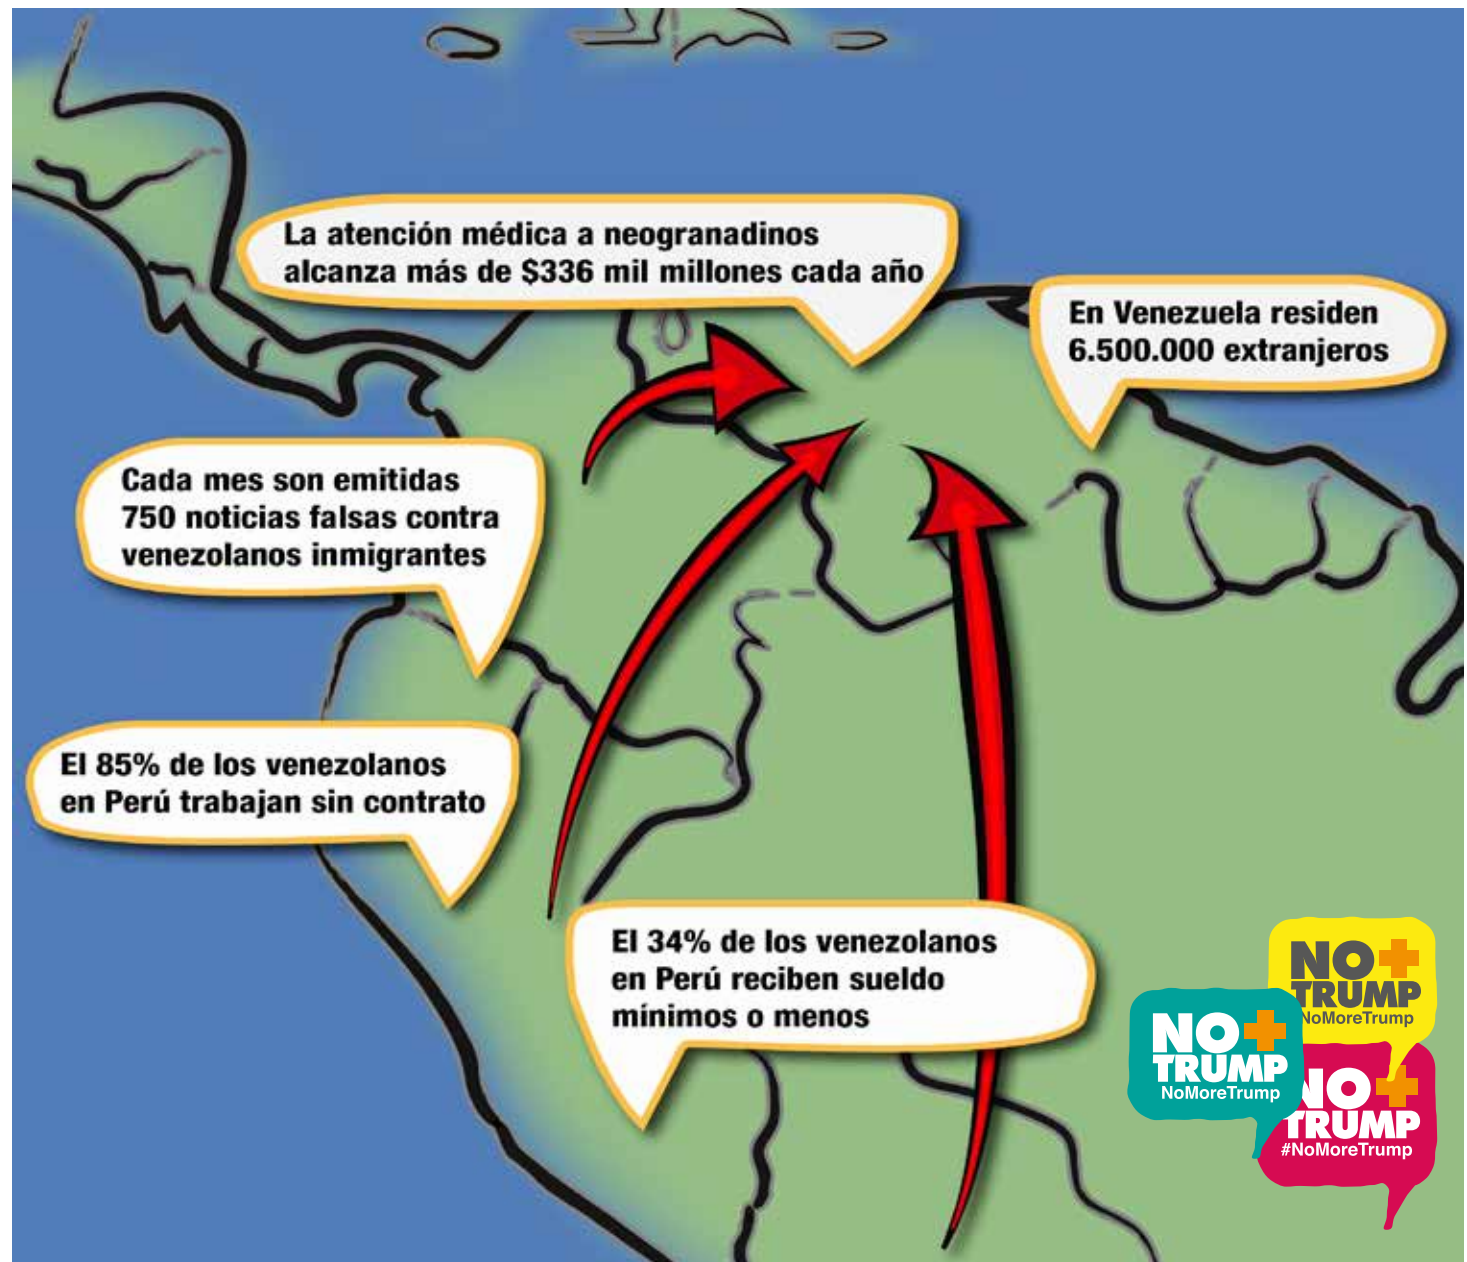 La atención médica a neogranadinos
alcanza más de $336 mil millones cada año
En Venezuela residen
6.500.000 extranjeros
Cada mes son emitidas
750 noticias falsas contra
venezolanos inmigrantes
El 85% de los venezolanos
en Perú trabajan sin contrato
El 34% de los venezolanos
en Perú reciben sueldo
mínimos o menos
NO+
TRUMP
NoMoreTrump
NO+
TRUMP
NoMoreTrump
NO+
TRUMP
#NoMoreTrump